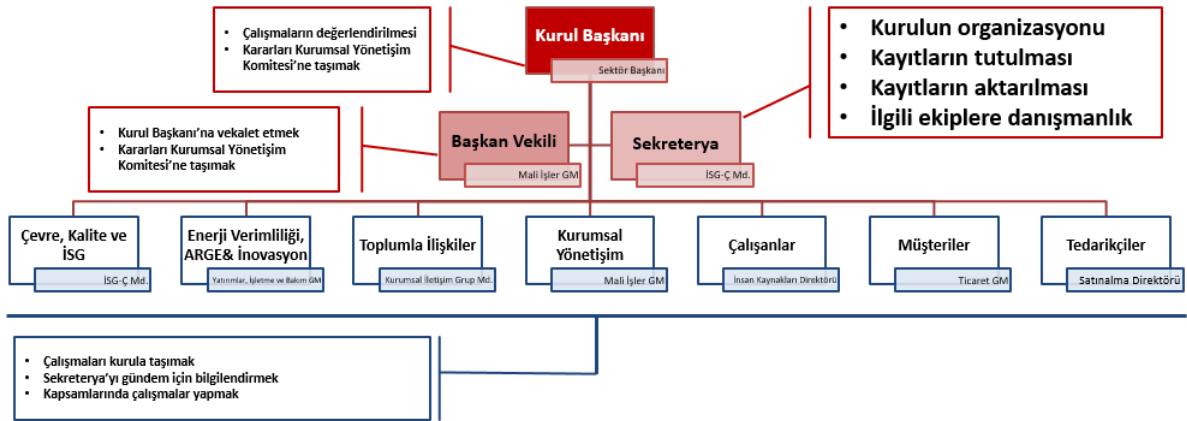 • Çalışmaların değerlendirilmesi
• Kararları Kurumsal Yönetişim
Komitesi'ne taşımak
Kurul Başkanı
Sektör Başkanı
• Kurulun organizasyonu
• Kayıtların tutulması
• Kayıtların aktarılması
• İlgili ekiplere danışmanlık
• Kurul Başkanı'na vekalet etmek
• Kararları Kurumsal Yönetişim
Komitesi'ne taşımak
Başkan Vekili
Mali İşler GM
Sekreterya
İSG-Ç Md.
Çevre, Kalite ve
İSG
İSG-Ç Md.
Enerji Verimliliği,
ARGE& İnovasyon
Yatırımlar, İşletme ve Bakım GM
Toplumla İlişkiler
Kurumsal İletişim Grup Md.
Kurumsal
Yönetişim
Mali İşler GM
Çalışanlar
İnsan Kaynakları Direktörü
Müşteriler
Ticaret GM
Tedarikçiler
Satınalma Direktörü
• Çalışmaları kurula taşımak
• Sekreterya'yı gündem için bilgilendirmek
• Kapsamlarında çalışmalar yapmak